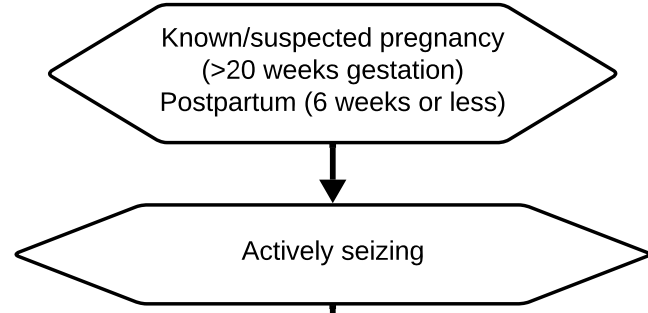 Known/suspected pregnancy
(>20 weeks gestation)
Postpartum (6 weeks or less)
Actively seizing